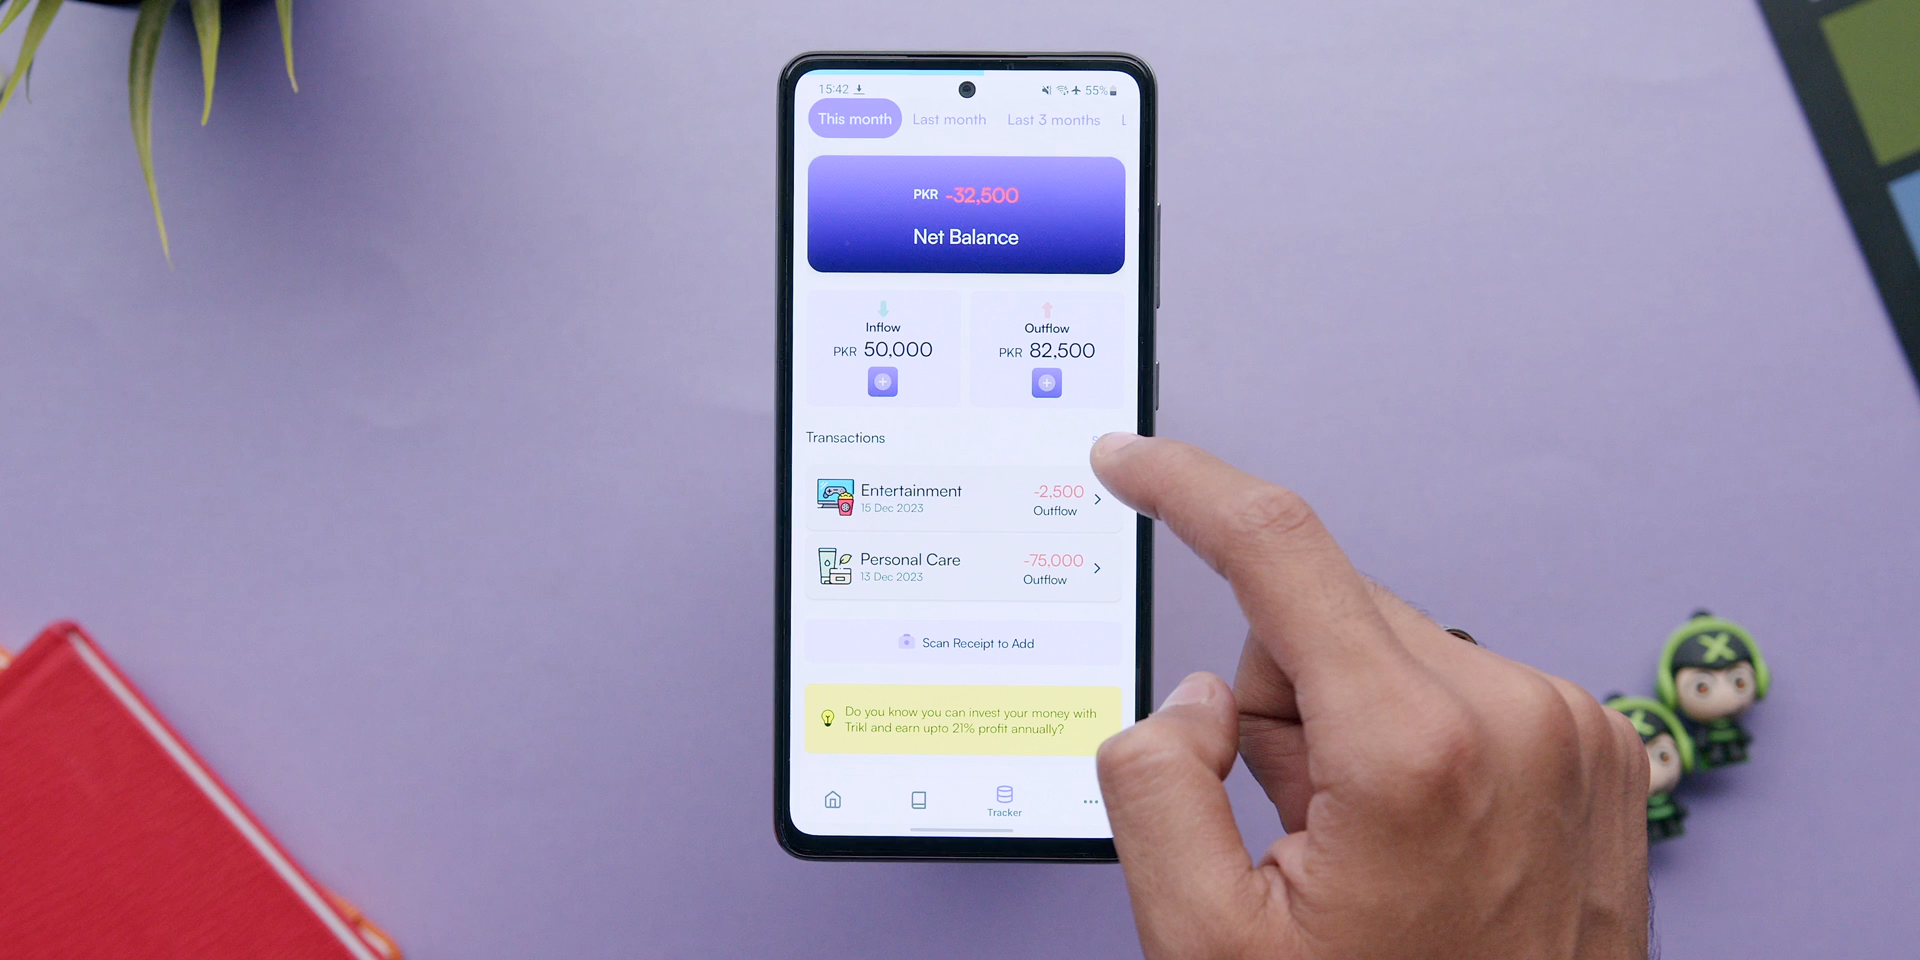 15:42 55%
This month Last month Last 3 months
PKR -32,500
Net Balance
Inflow Outflow
PKR 50,000 PKR 82,500
Transactions
Entertainment -2,500
15 Dec 2023 Outflow
Personal Care -75,000
13 Dec 2023 Outflow
Scan Receipt to Add
Do you know you can invest your money with
Trikl and earn upto 21% profit annually?
Tracker